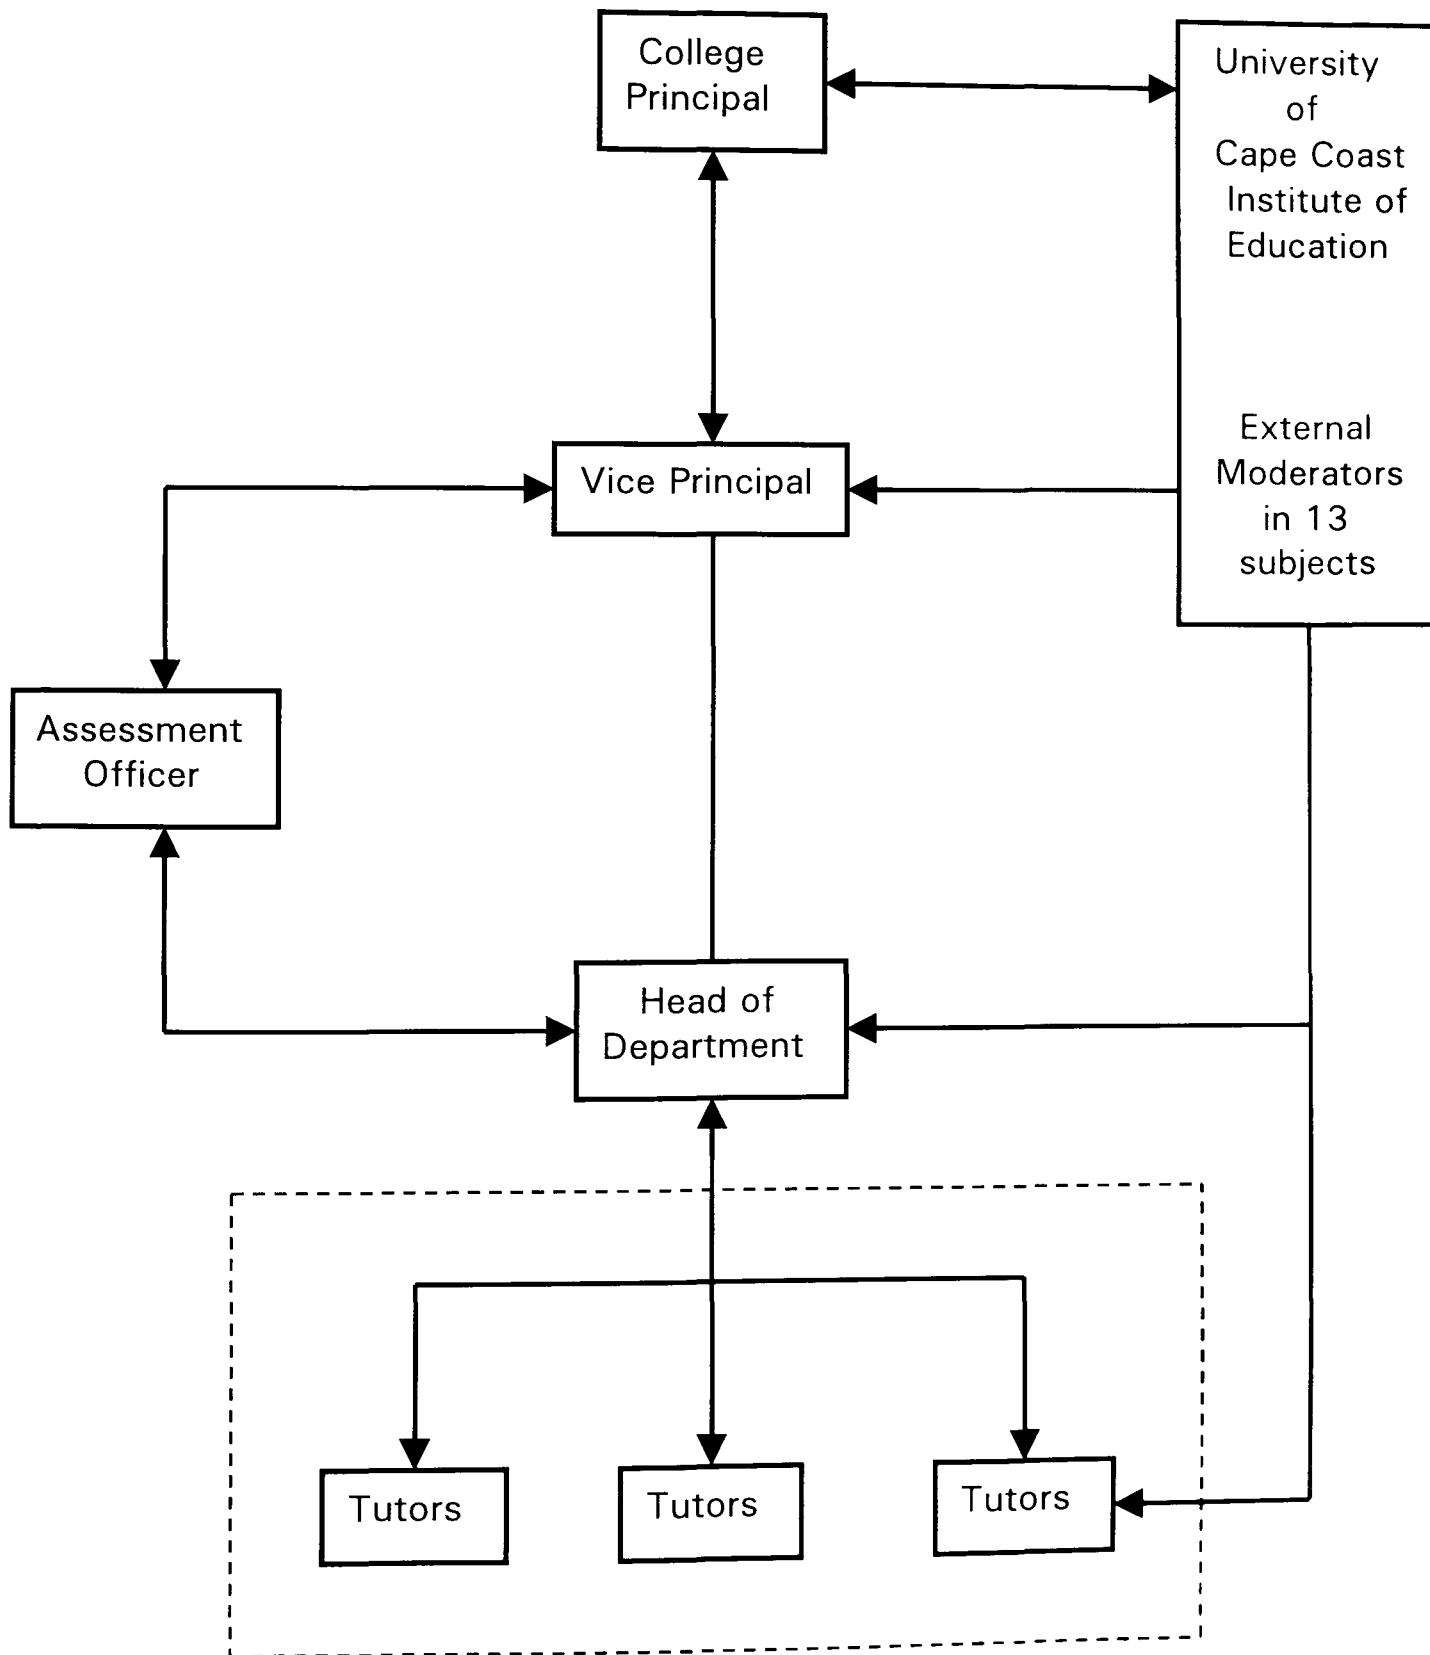 College
Principal
University
of
Cape Coast
Institute of
Education
External
Moderators
in 13
subjects
Vice Principal
Assessment
Officer
Head of
Department
Tutors
Tutors
Tutors